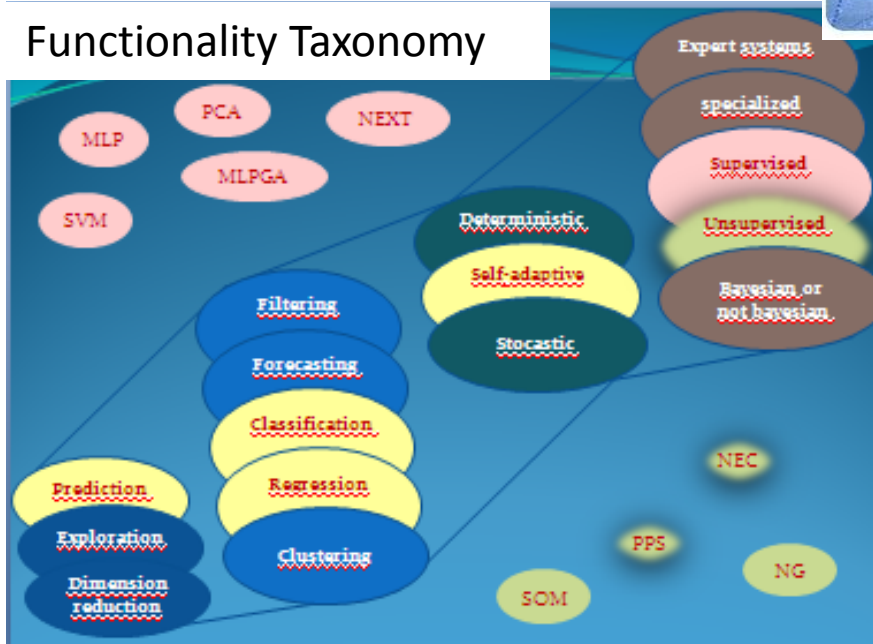 Functionality Taxonomy
Expert systems
specialized
Supervised
Unsupervised
Bayesian or
not bayesian
PCA
NEXT
MLP
MLPGA
SVM
Deterministic
Self-adaptive
Stocastic
Filtering
Forecasting
Classification
Regression
Clustering
Prediction
Exploration
Dimension
reduction
NEC
PPS
NG
SOM